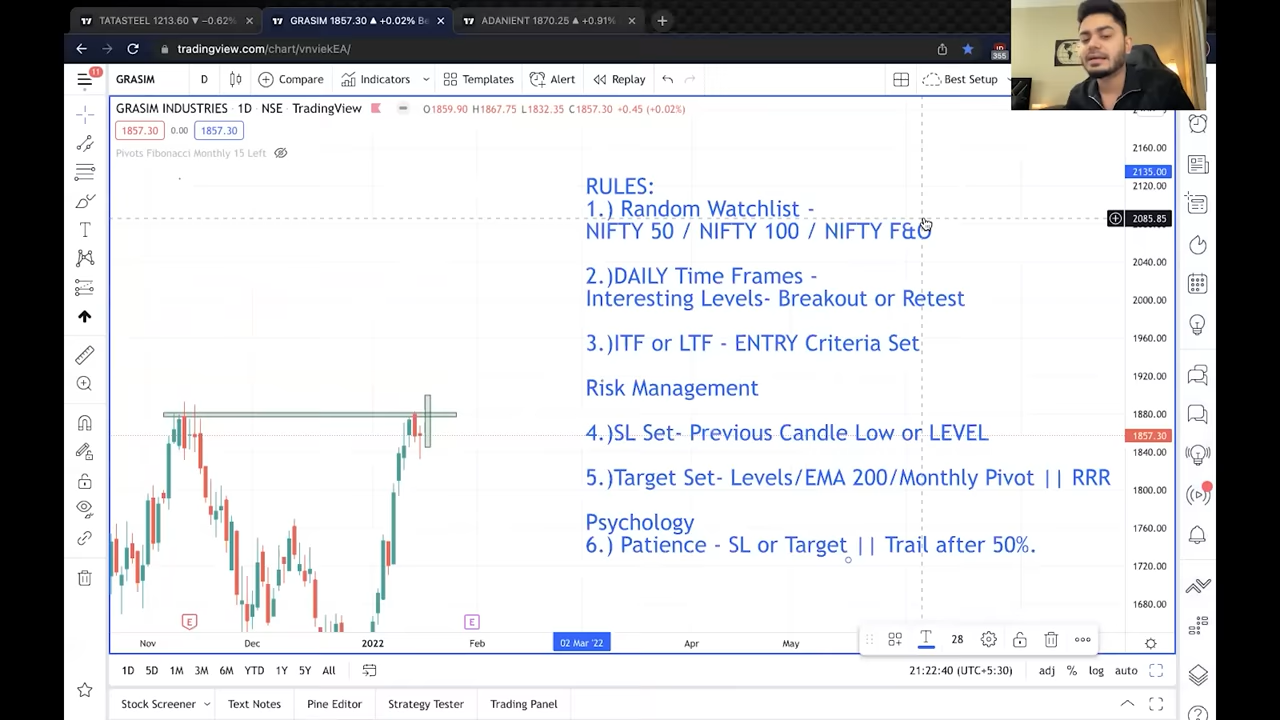 TATASTEEL 1213.60 ▼ −0.62%
GRASIM 1857.30 ▲ +0.02% Be
ADANIENT 1870.25 ▲ +0.91%
tradingview.com/chart/vnviekEA/
355
11
GRASIM
D
Compare
Indicators
Templates
Alert
Replay
Best Setup
GRASIM INDUSTRIES · 1D · NSE · TradingView
O1859.90 H1867.75 L1832.35 C1857.30 +0.45 (+0.02%)
1857.30 0.00 1857.30
Pivots Fibonacci Monthly 15 Left
RULES:
1.) Random Watchlist -
NIFTY 50 / NIFTY 100 / NIFTY F&O
2.)DAILY Time Frames -
Interesting Levels- Breakout or Retest
3.)ITF or LTF - ENTRY Criteria Set
Risk Management
4.)SL Set- Previous Candle Low or LEVEL
5.)Target Set- Levels/EMA 200/Monthly Pivot || RRR
Psychology
6.) Patience - SL or Target || Trail after 50%.
2160.00
2135.00
2120.00
2085.85
2040.00
2000.00
1960.00
1920.00
1880.00
1857.30
1840.00
1800.00
1760.00
1720.00
1680.00
E
E
Nov
Dec
2022
Feb
02 Mar '22
Apr
May
28
1D 5D 1M 3M 6M YTD 1Y 5Y All
21:22:40 (UTC+5:30)
adj % log auto
Stock Screener
Text Notes
Pine Editor
Strategy Tester
Trading Panel